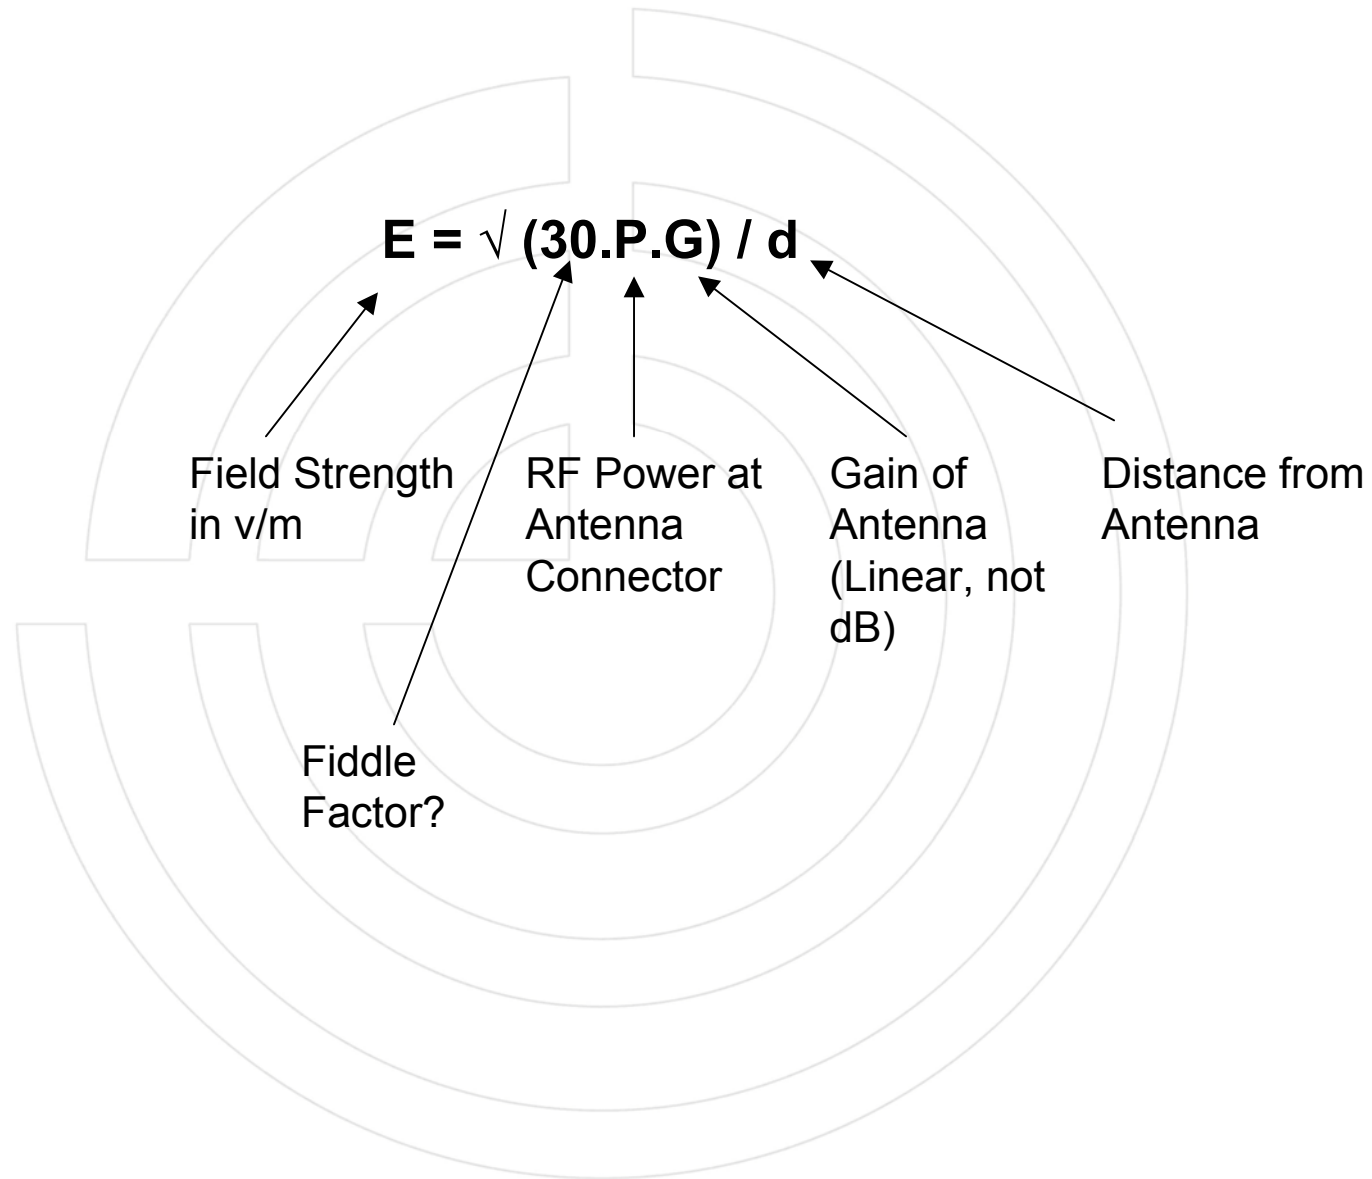 E = √ (30.P.G) / d
Field Strength
in v/m
RF Power at
Antenna
Connector
Gain of
Antenna
(Linear, not
dB)
Distance from
Antenna
Fiddle
Factor?